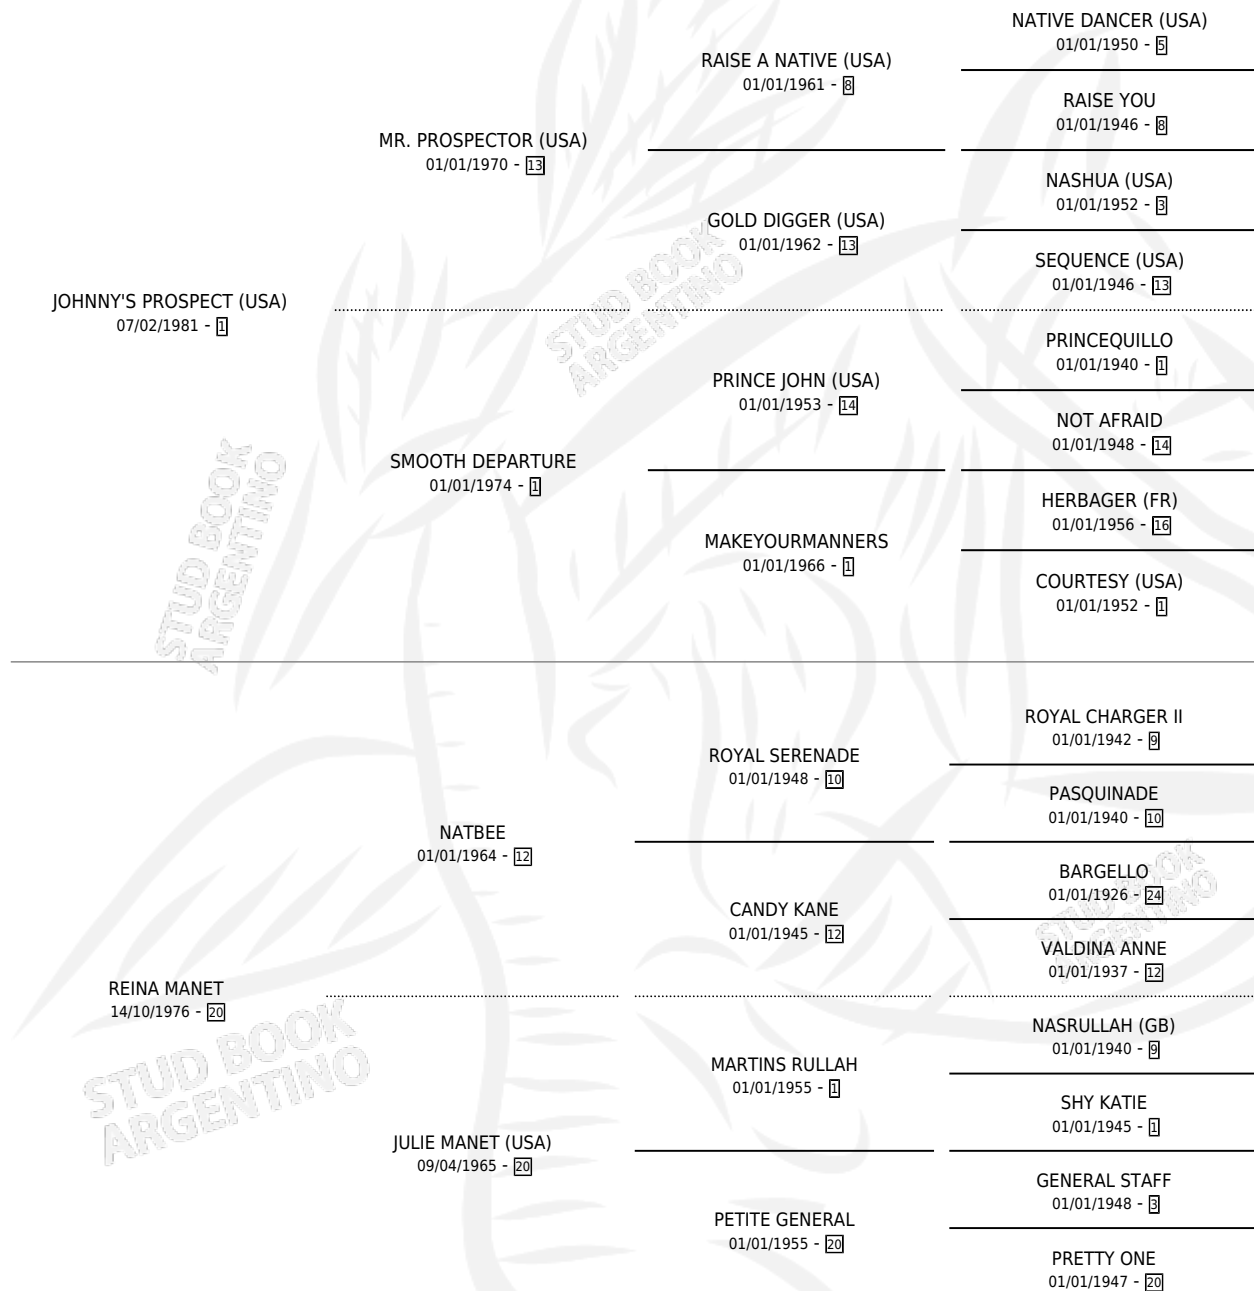 NATIVE DANCER (USA)
01/01/1950 - 5
RAISE A NATIVE (USA)
01/01/1961 - 8
RAISE YOU
01/01/1946 - 8
MR. PROSPECTOR (USA)
01/01/1970 - 13
NASHUA (USA)
01/01/1952 - 3
GOLD DIGGER (USA)
01/01/1962 - 13
SEQUENCE (USA)
01/01/1946 - 13
JOHNNY'S PROSPECT (USA)
07/02/1981 - 1
PRINCEQUILLO
01/01/1940 - 1
PRINCE JOHN (USA)
01/01/1953 - 14
NOT AFRAID
01/01/1948 - 14
SMOOTH DEPARTURE
01/01/1974 - 1
HERBAGER (FR)
01/01/1956 - 16
MAKEYOURMANNERS
01/01/1966 - 1
COURTESY (USA)
01/01/1952 - 1
STUD BOOK
ARGENTINO
STUD BOOK
ARGENTINO
ROYAL CHARGER II
01/01/1942 - 9
ROYAL SERENADE
01/01/1948 - 10
PASQUINADE
01/01/1940 - 10
NATBEE
01/01/1964 - 12
BARGELLO
01/01/1926 - 24
CANDY KANE
01/01/1945 - 12
VALDINA ANNE
01/01/1937 - 12
STUD BOOK
ARGENTINO
REINA MANET
14/10/1976 - 20
NASRULLAH (GB)
01/01/1940 - 9
MARTINS RULLAH
01/01/1955 - 1
SHY KATIE
01/01/1945 - 1
JULIE MANET (USA)
09/04/1965 - 20
GENERAL STAFF
01/01/1948 - 3
PETITE GENERAL
01/01/1955 - 20
PRETTY ONE
01/01/1947 - 20
STUD BOOK
ARGENTINO